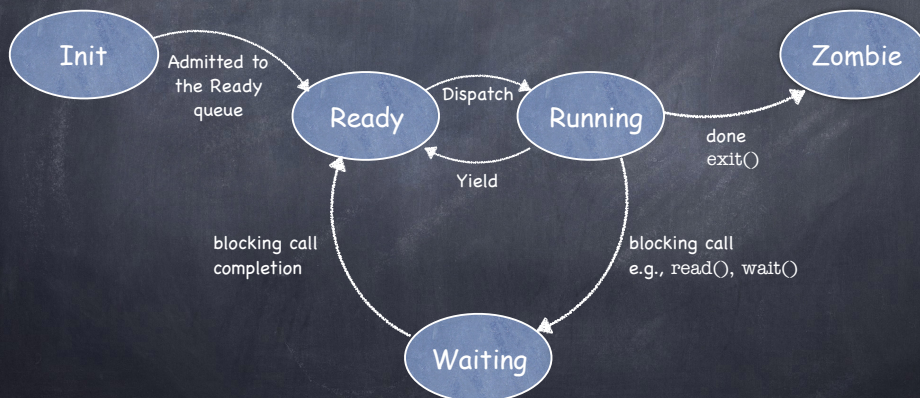 Init
Zombie
Admitted to
the Ready
queue
Ready
Dispatch
Running
Yield
done
exit()
blocking call
completion
blocking call
e.g., read(), wait()
Waiting